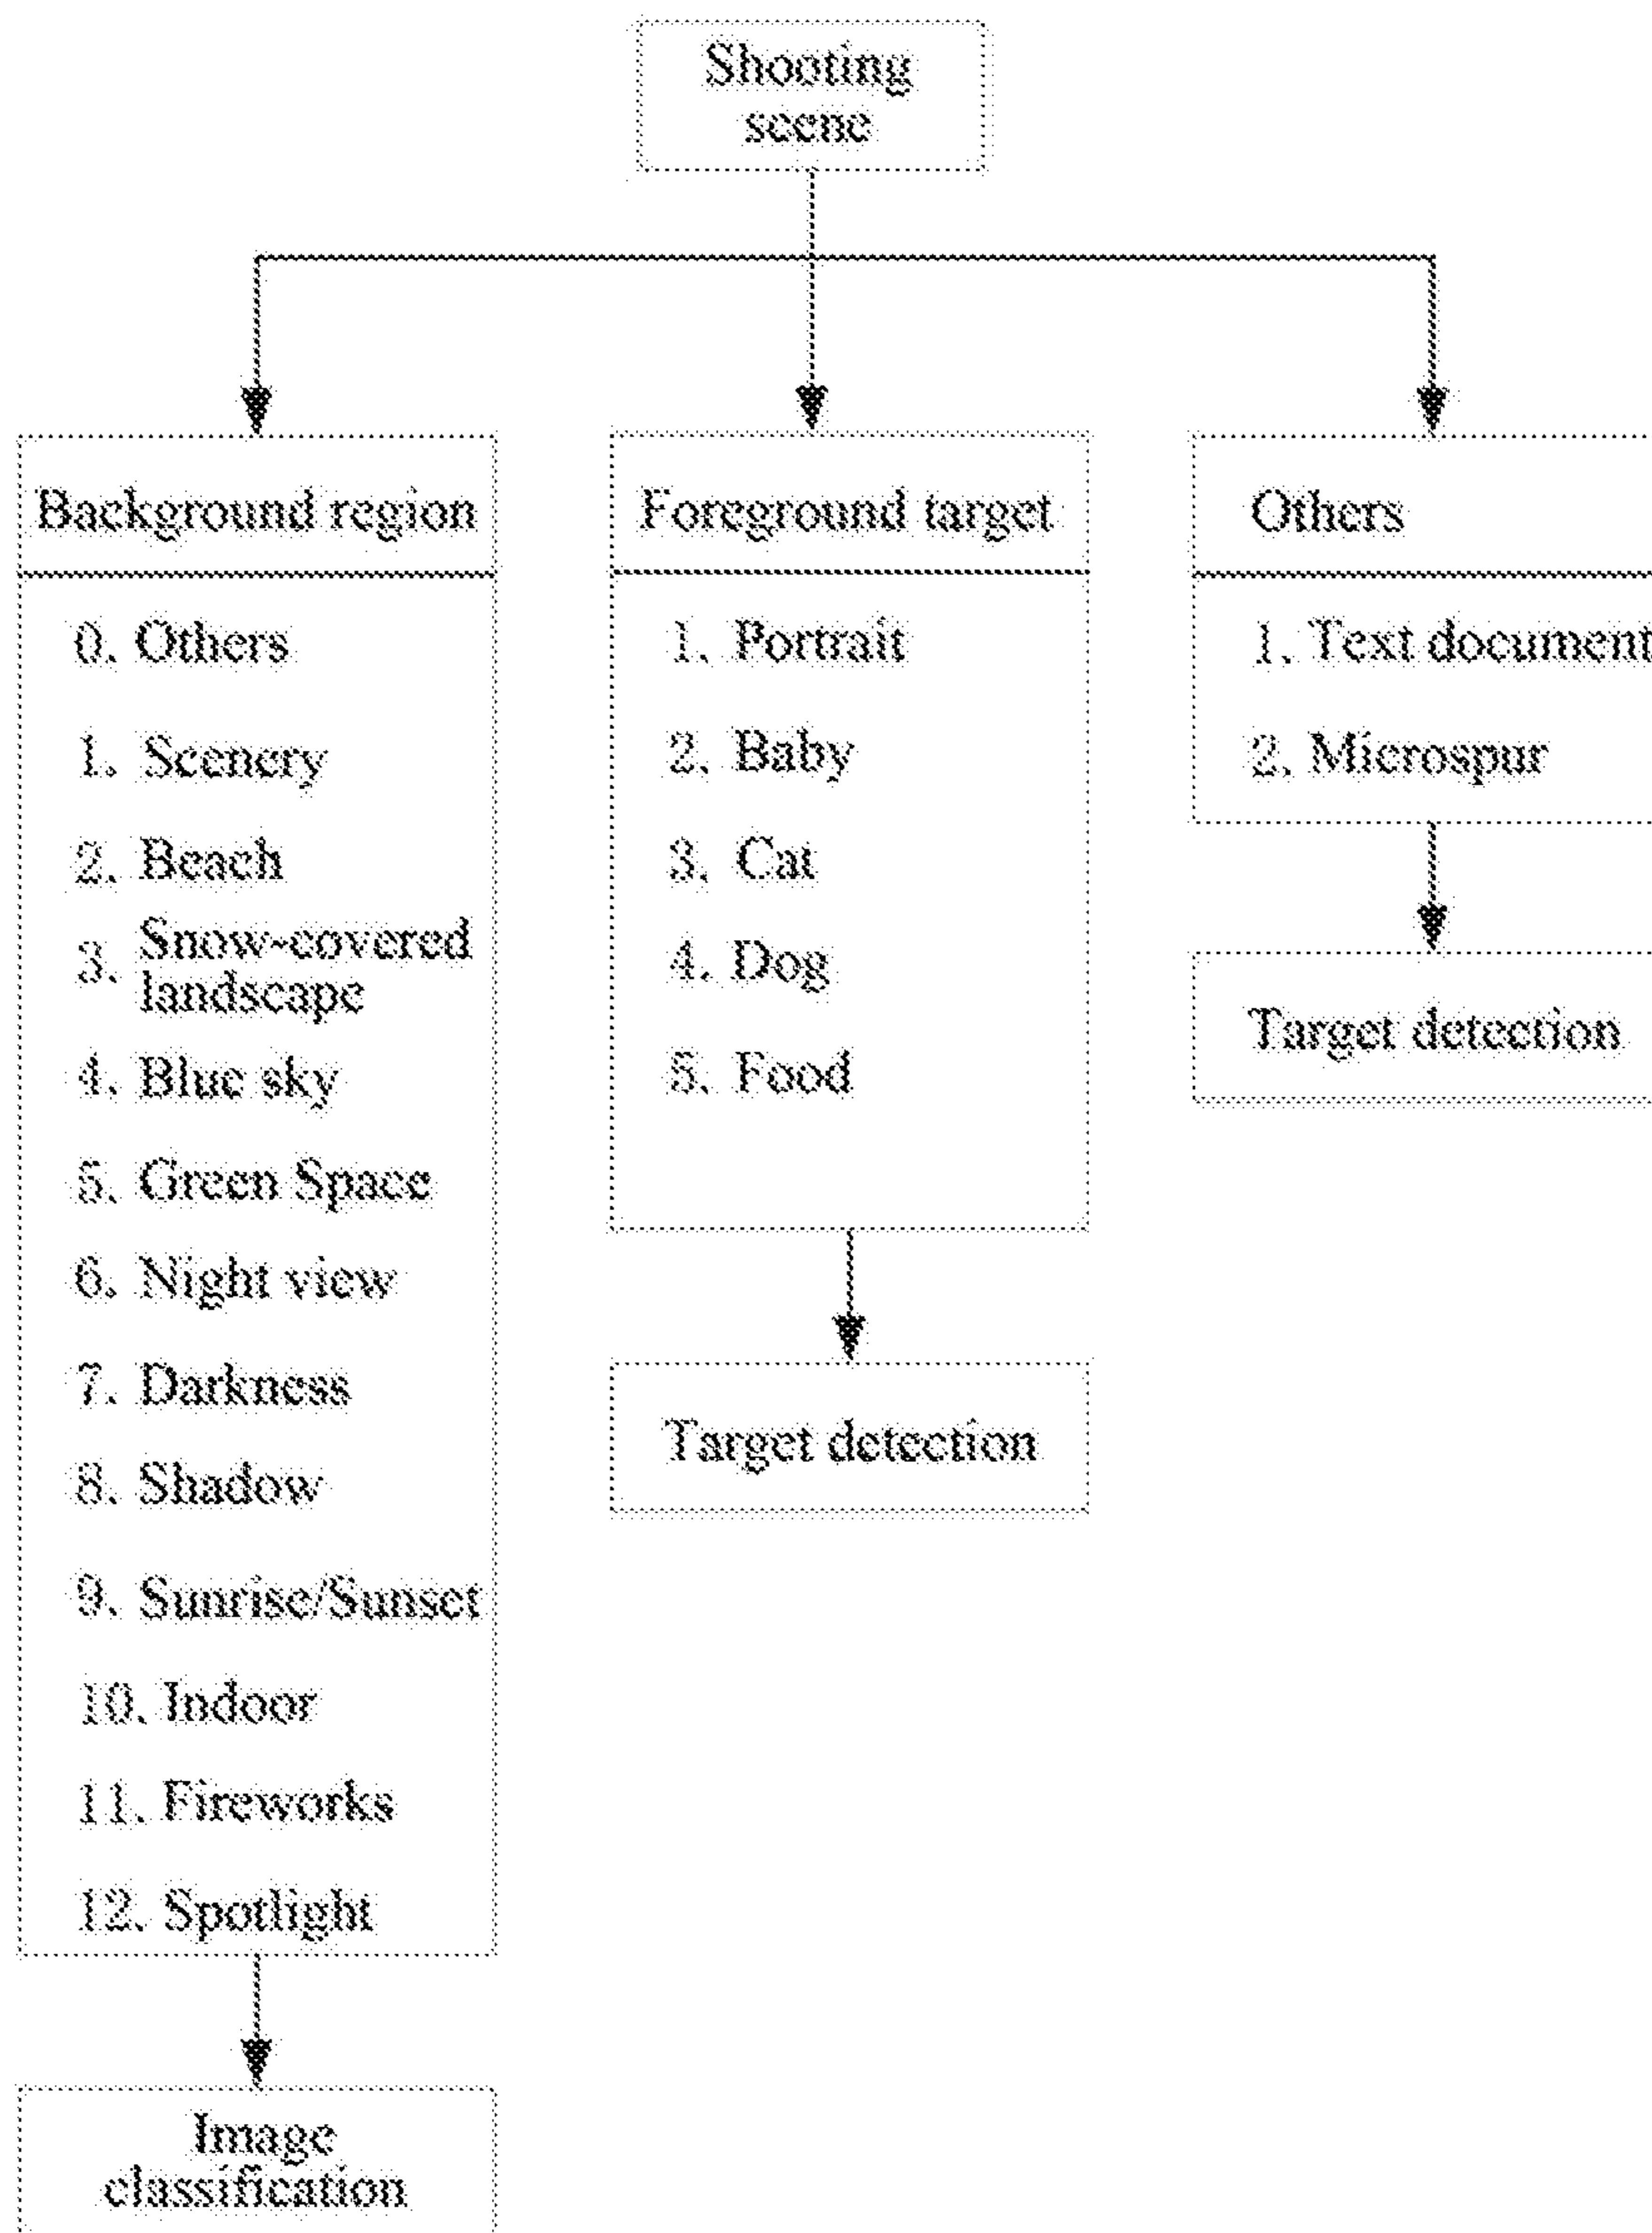 Shooting
scene
Background region
0. Others
1. Scenery
2. Beach
3. Snow-covered
landscape
4. Blue sky
5. Green Space
6. Night view
7. Darkness
8. Shadow
9. Sunrise/Sunset
10. Indoor
11. Fireworks
12. Spotlight
Image
classification
Foreground target
1. Portrait
2. Baby
3. Cat
4. Dog
5. Food
Target detection
Others
1. Text document
2. Microspur
Target detection